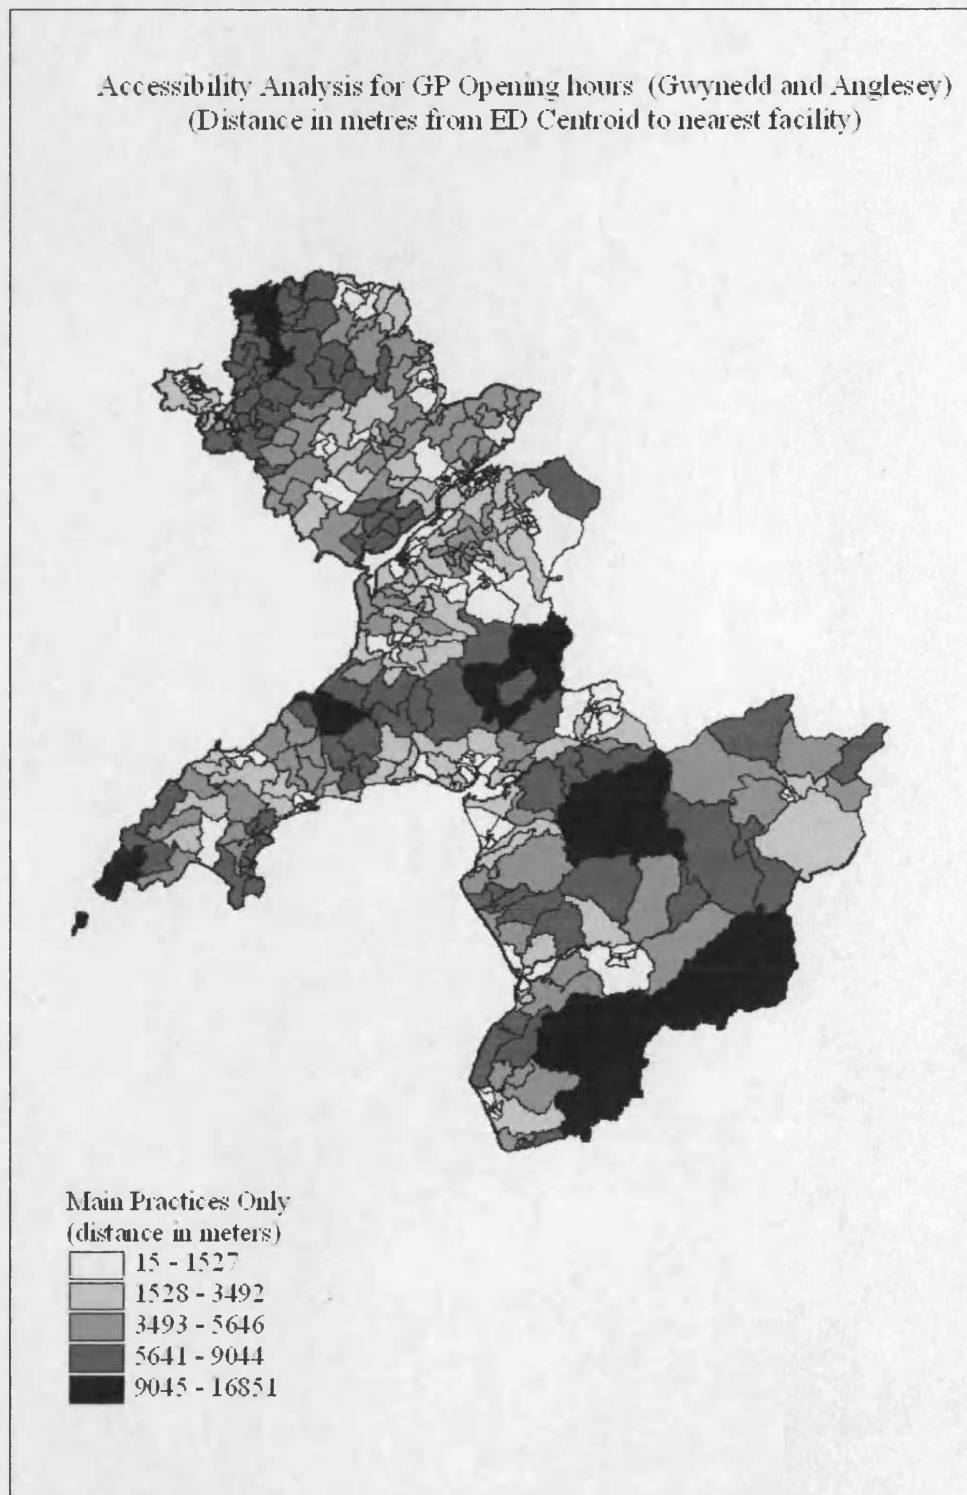 Accessibility Analysis for GP Opening hours (Gwynedd and Anglesey)
(Distance in metres from ED Centroid to nearest facility)
Main Practices Only
(distance in meters)
15 - 1527
1528 - 3492
3493 - 5646
5641 - 9044
9045 - 16851